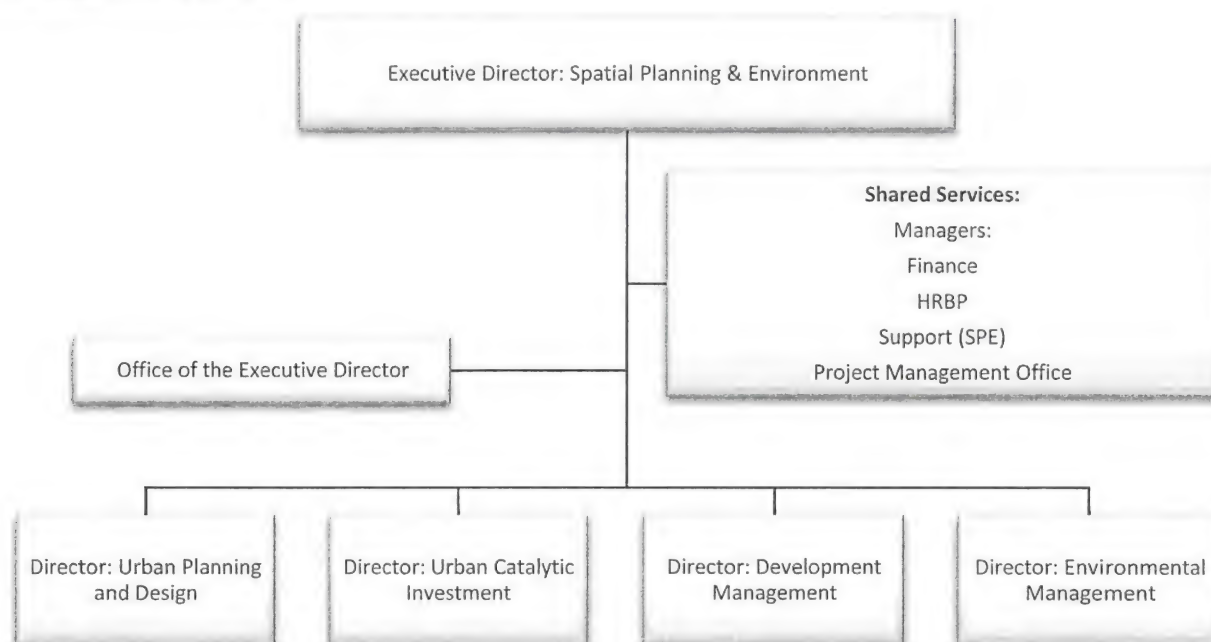 Executive Director: Spatial Planning & Environment
Shared Services:
Managers:
Finance
HRBP
Support (SPE)
Project Management Office
Office of the Executive Director
Director: Urban Planning
and Design
Director: Urban Catalytic
Investment
Director: Development
Management
Director: Environmental
Management